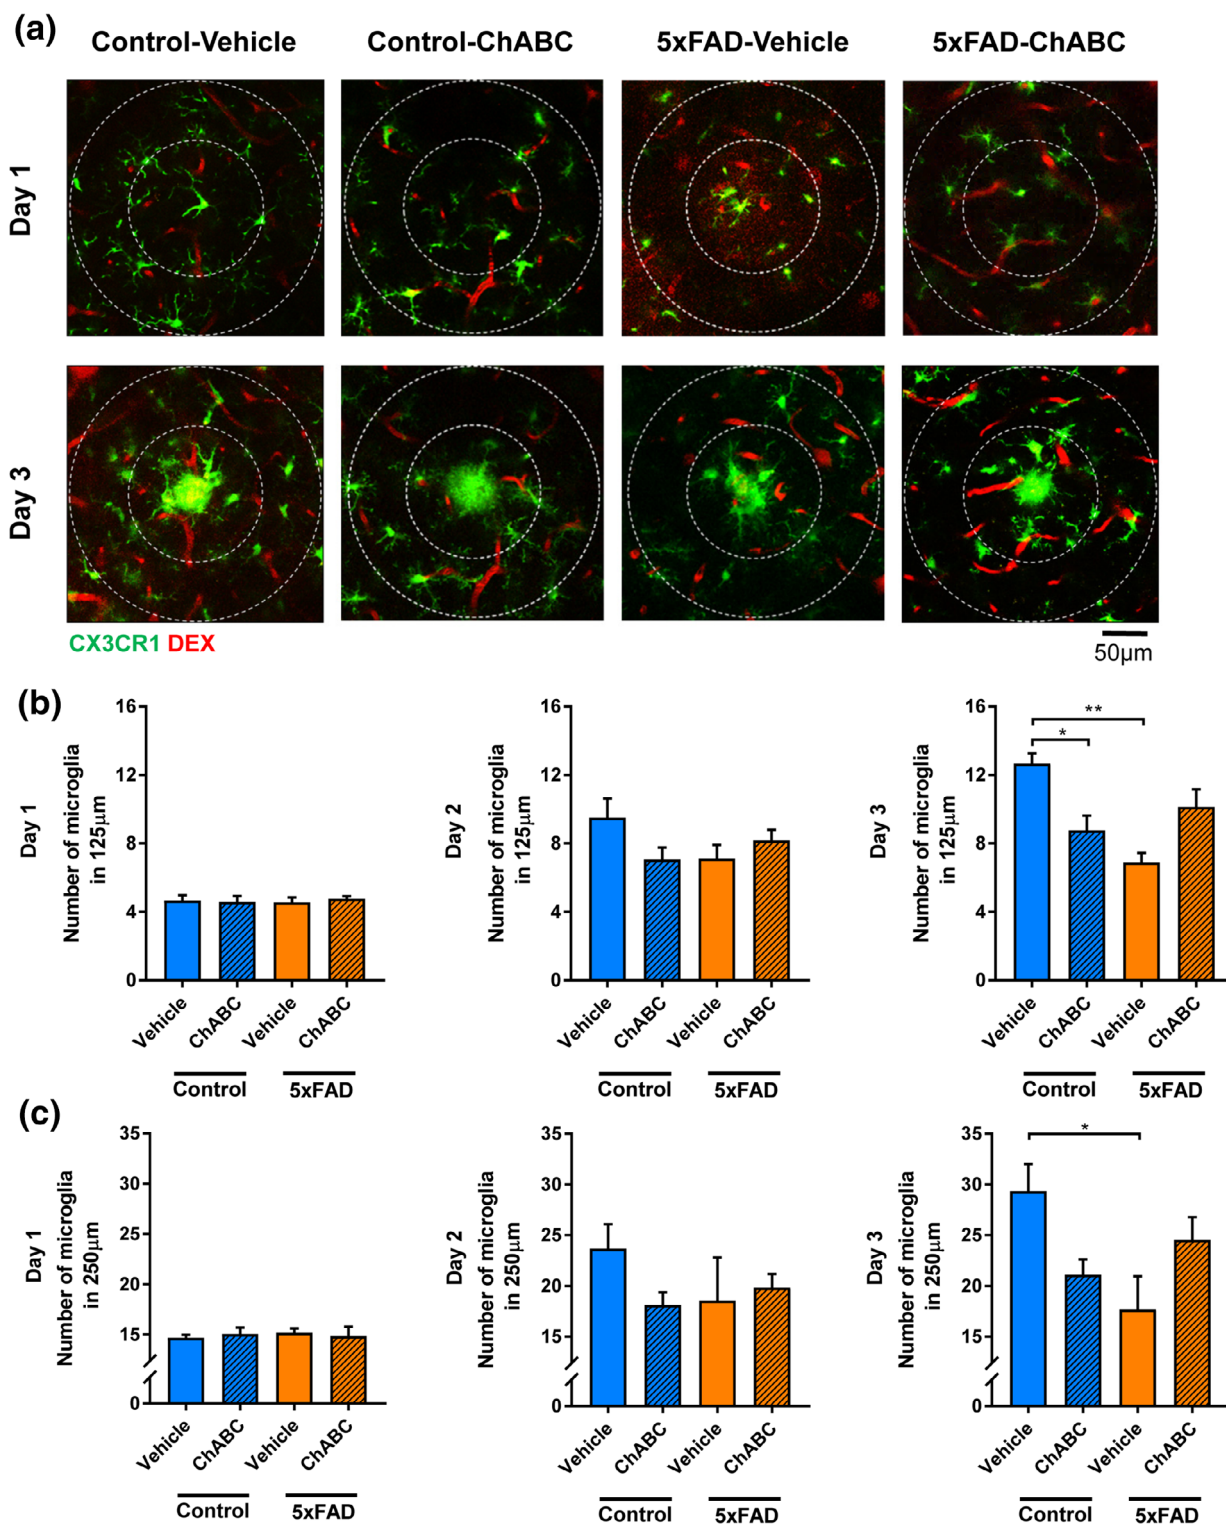 (a)
Control-Vehicle Control-ChABC 5xFAD-Vehicle 5xFAD-ChABC
Day 1
Day 3
CX3CR1 DEX
50μm
(b)
Day 1
Number of microglia
in 125μm
16
12
8
4
0
Vehicle ChABC Vehicle ChABC
Control 5xFAD
Day 2
Number of microglia
in 125μm
16
12
8
4
0
Vehicle ChABC Vehicle ChABC
Control 5xFAD
Day 3
Number of microglia
in 125μm
16
12
8
4
0
**
*
Vehicle ChABC Vehicle ChABC
Control 5xFAD
(c)
Day 1
Number of microglia
in 250μm
35
30
25
20
15
0
Vehicle ChABC Vehicle ChABC
Control 5xFAD
Day 2
Number of microglia
in 250μm
35
30
25
20
15
0
Vehicle ChABC Vehicle ChABC
Control 5xFAD
Day 3
Number of microglia
in 250μm
35
30
25
20
15
0
*
Vehicle ChABC Vehicle ChABC
Control 5xFAD